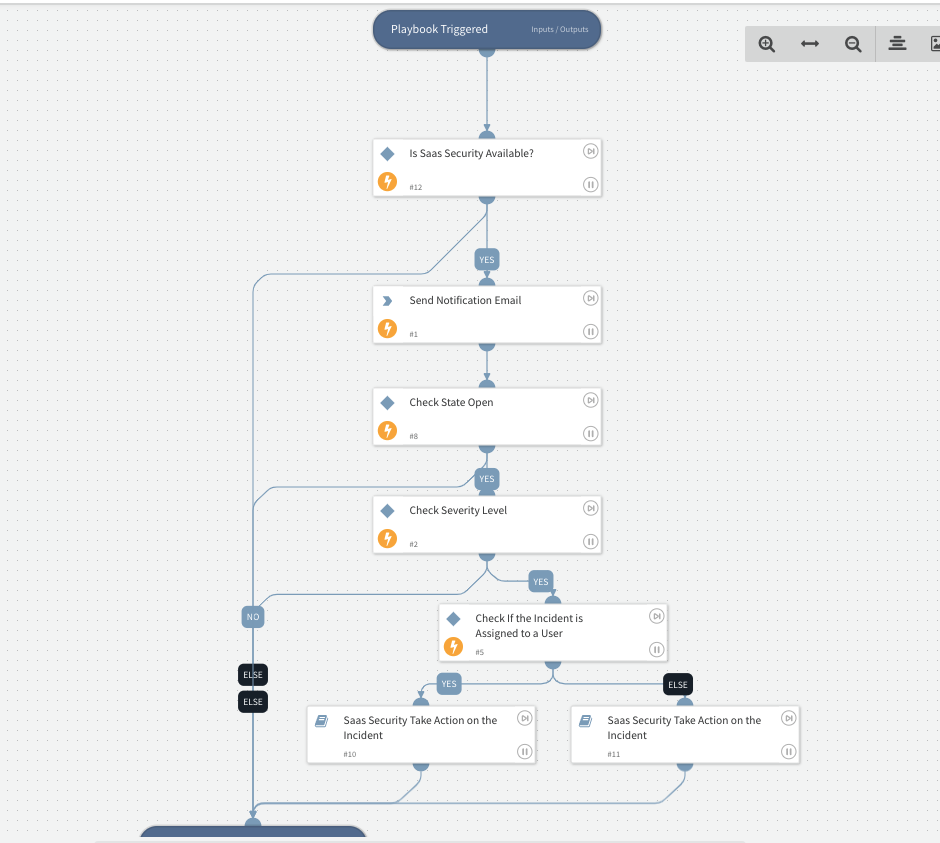 Playbook Triggered
Inputs / Outputs
Is Saas Security Available?
#12
YES
Send Notification Email
#1
Check State Open
#8
YES
Check Severity Level
#2
YES
NO
Check If the Incident is
Assigned to a User
#5
ELSE
YES
ELSE
ELSE
Saas Security Take Action on the
Incident
#10
Saas Security Take Action on the
Incident
#11